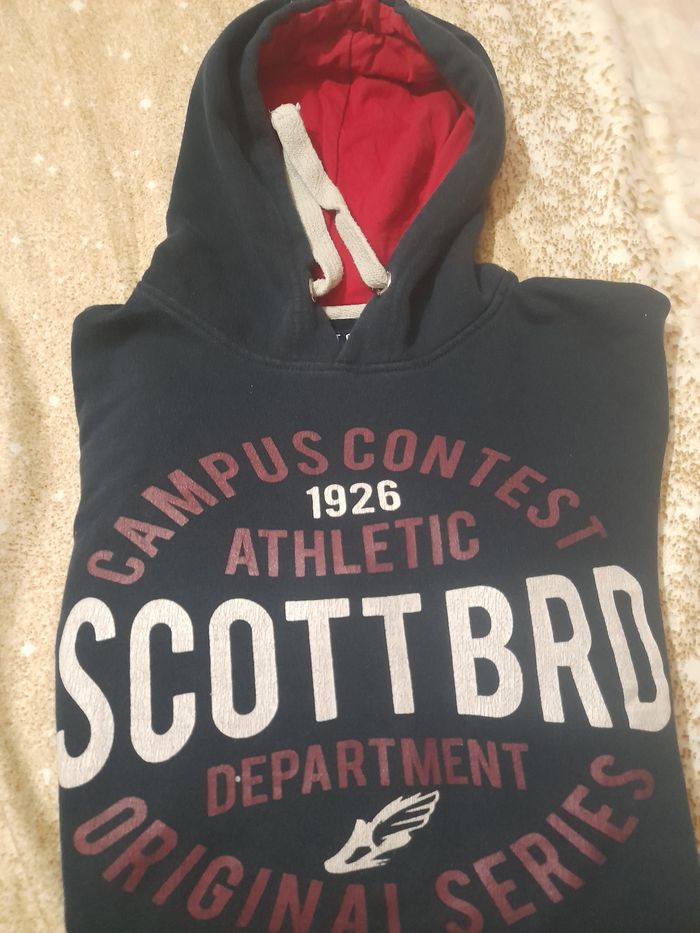 CAMPUS CONTEST
1926
ATHLETIC
SCOTT BRD
DEPARTMENT
ORIGINAL SERIES